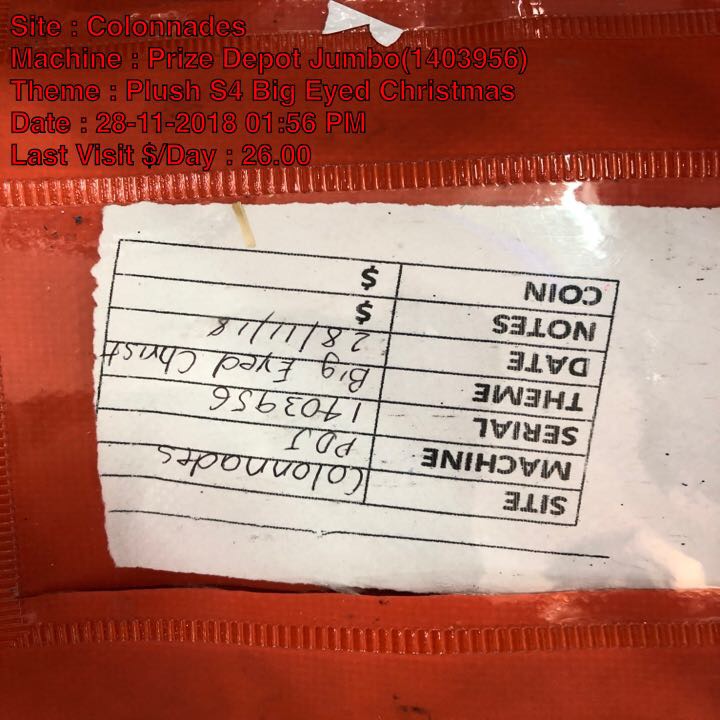 Site : Colonnades
Machine : Prize Depot Jumbo(1403956)
Theme : Plush S4 Big Eyed Christmas
Date : 28-11-2018 01:56 PM
Last Visit $/Day : 26.00
SITE Colonnades
MACHINE PDJ
SERIAL 1403956
THEME Big Eyed Christ
DATE 28/11/18
NOTES $
COIN $